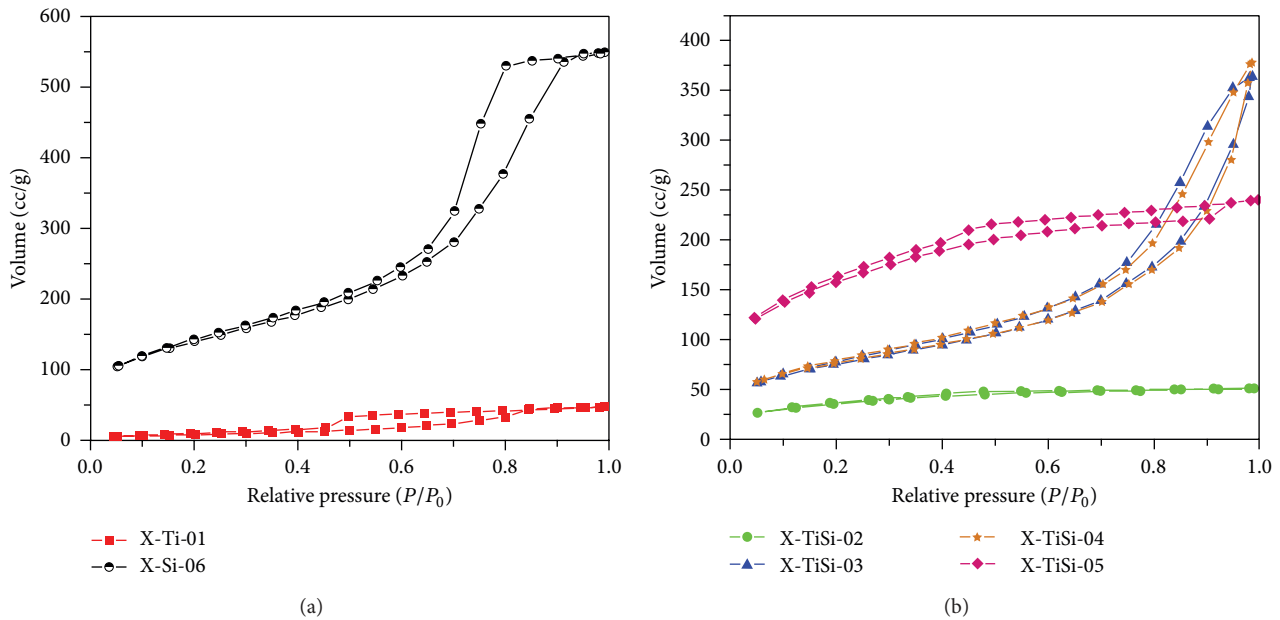 600
500
400
300
200
100
0
Volume (cc/g)
0.0
0.2
0.4
0.6
0.8
1.0
Relative pressure (P/P0)
X-Ti-01
X-Si-06
(a)
400
350
300
250
200
150
100
50
0
Volume (cc/g)
0.0
0.2
0.4
0.6
0.8
1.0
Relative pressure (P/P0)
X-TiSi-02
X-TiSi-03
X-TiSi-04
X-TiSi-05
(b)